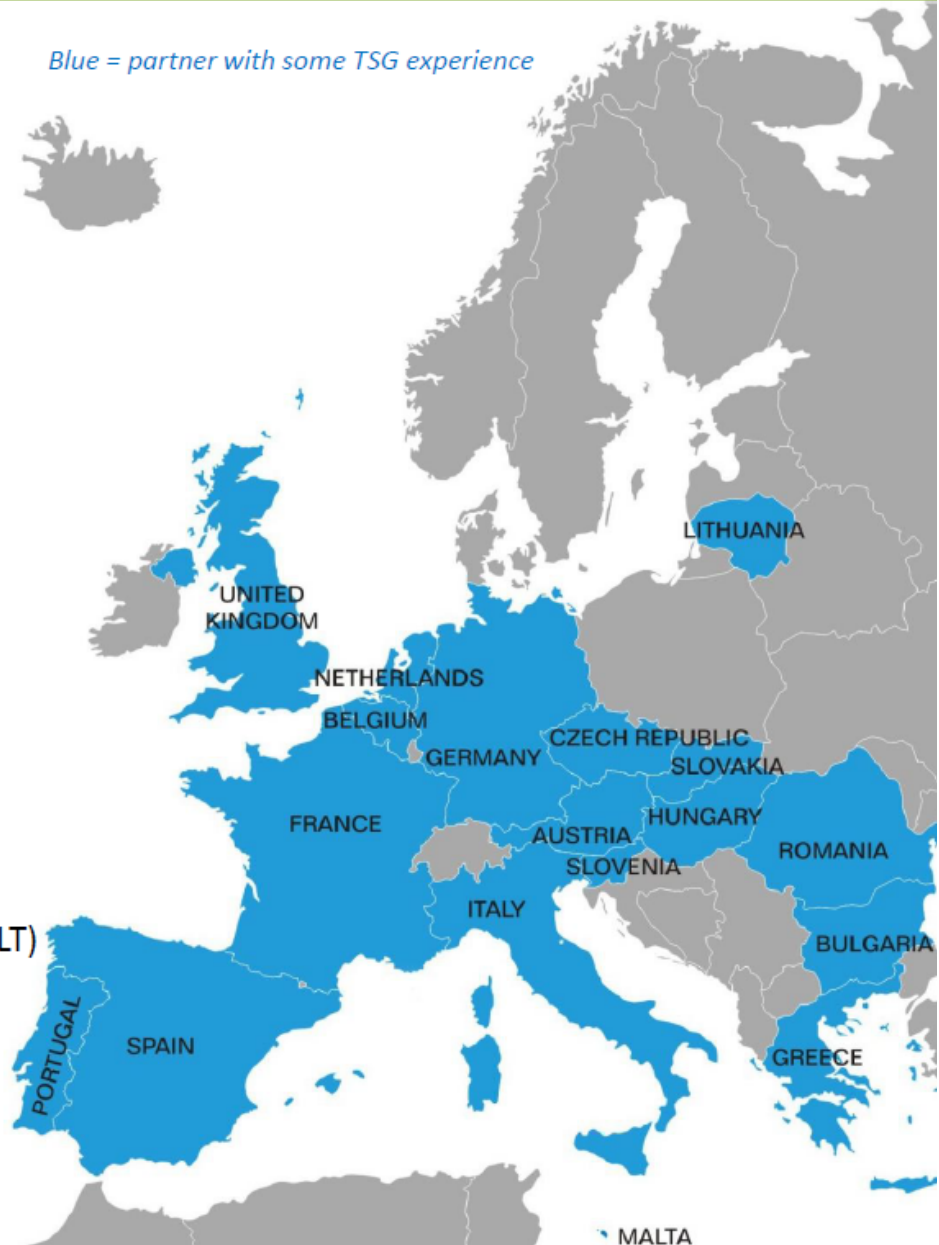 Blue = partner with some TSG experience
LITHUANIA
UNITED
KINGDOM
NETHERLANDS
BELGIUM
CZECH REPUBLIC
GERMANY
SLOVAKIA
FRANCE
HUNGARY
AUSTRIA
ROMANIA
SLOVENIA
ITALY
LT)
BULGARIA
PORTUGAL
SPAIN
GREECE
MALTA